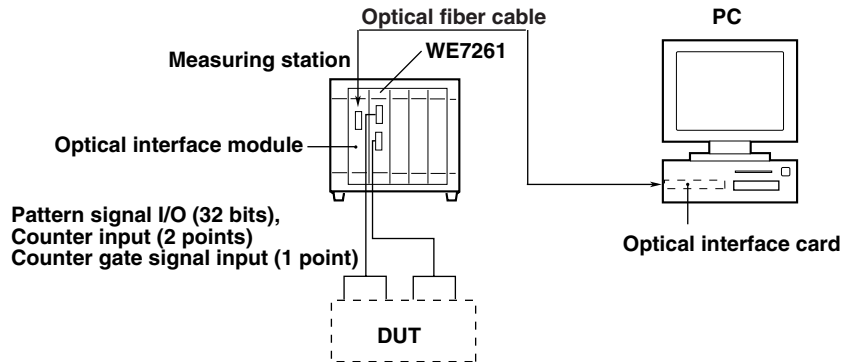 Optical fiber cable
PC
WE7261
Measuring station
Optical interface module
Pattern signal I/O (32 bits),
Counter input (2 points)
Counter gate signal input (1 point)
Optical interface card
DUT